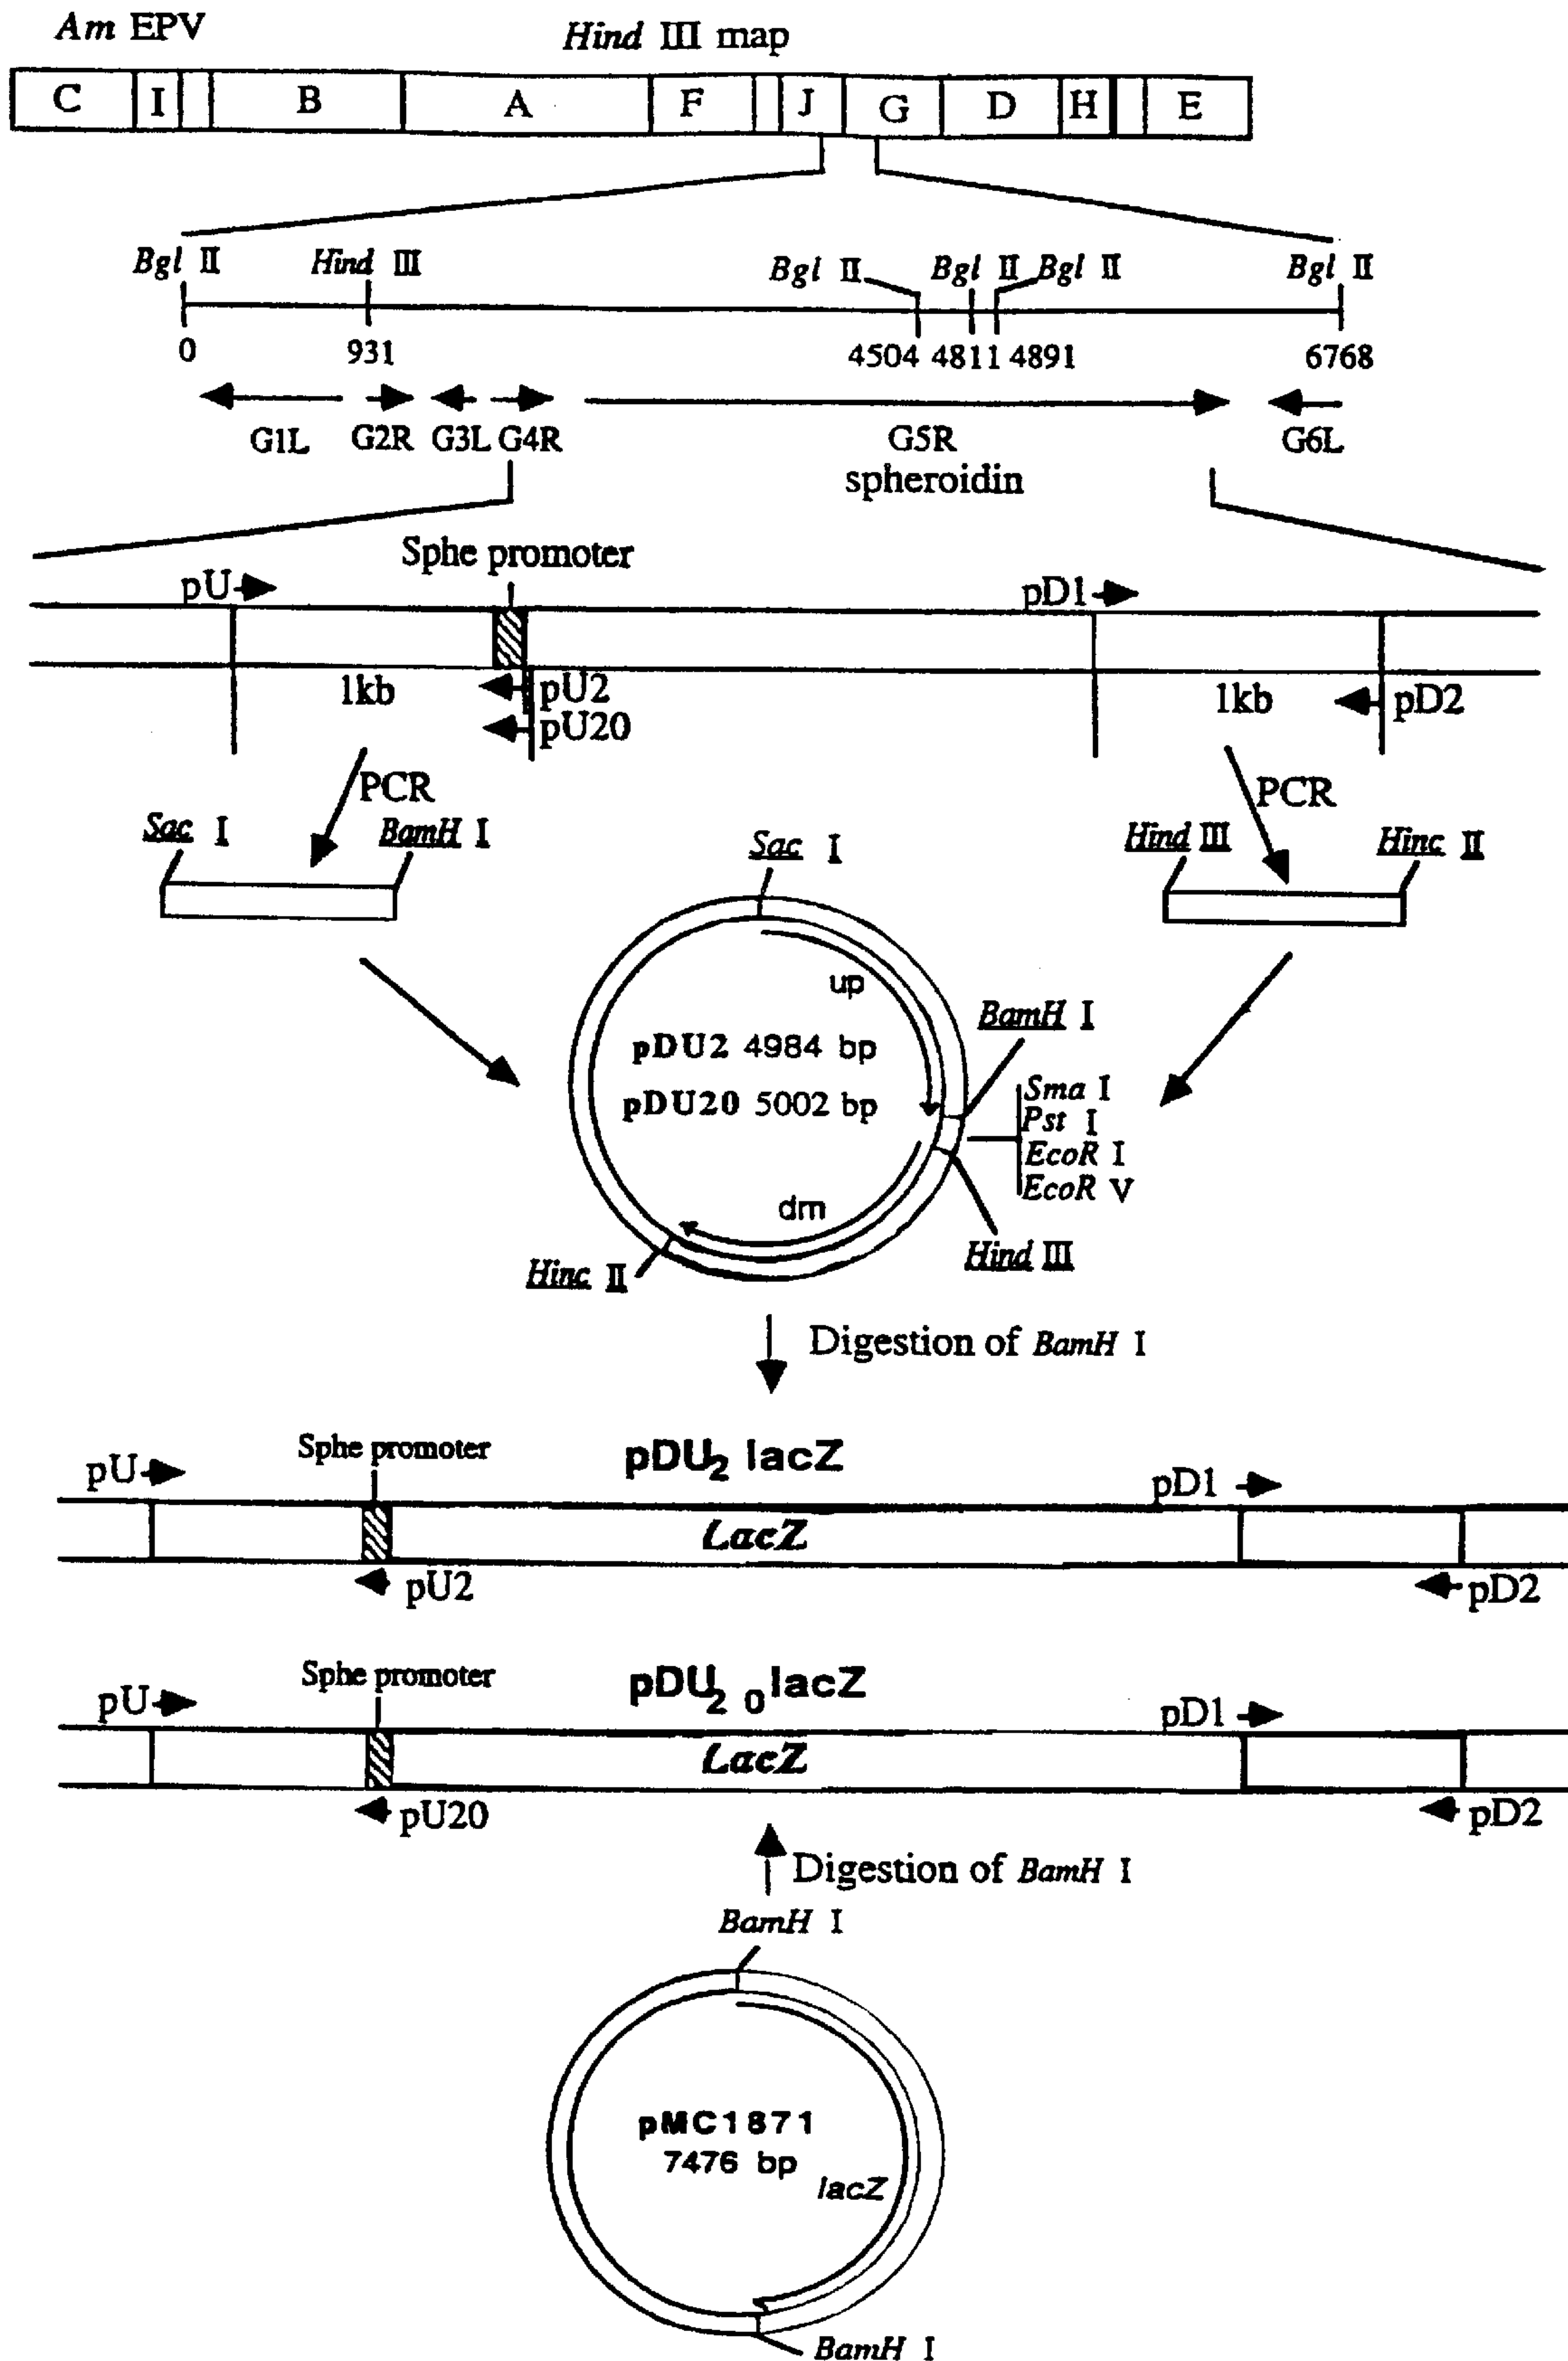 Am EPV
Hind III map
C I B A F J G D H E
Bgl II Hind III Bgl II Bgl II Bgl II Bgl II
0 931 4504 4811 4891 6768
G1L G2R G3L G4R G5R G6L
spheroidin
Sphe promoter
pU pD1
1kb pU2 1kb pD2
pU20
PCR PCR
Sac I BamH I Sac I Hind III Hinc II
up
BamH I
pDU2 4984 bp
pDU20 5002 bp
Sma I
Pst I
EcoR I
EcoR V
dm
Hind III
Hinc II
Digestion of BamH I
Sphe promoter pDU2 lacZ
pU pD1
LacZ
pU2 pD2
Sphe promoter pDU2 0 lacZ
pU pD1
LacZ
pU20 pD2
Digestion of BamH I
BamH I
pMC1871
7476 bp
lacZ
BamH I